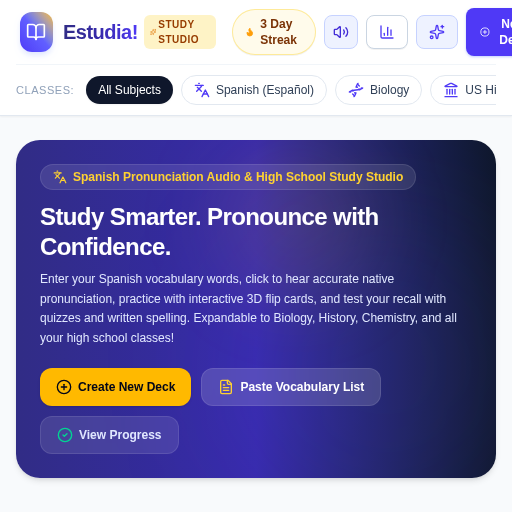 Estudia!
STUDY
STUDIO
3 Day
Streak
CLASSES:
All Subjects
Spanish (Español)
Biology
Spanish Pronunciation Audio & High School Study Studio
Study Smarter. Pronounce with
Confidence.
Enter your Spanish vocabulary words, click to hear accurate native
pronunciation, practice with interactive 3D flip cards, and test your recall with
quizzes and written spelling. Expandable to Biology, History, Chemistry, and all
your high school classes!
Create New Deck
Paste Vocabulary List
View Progress